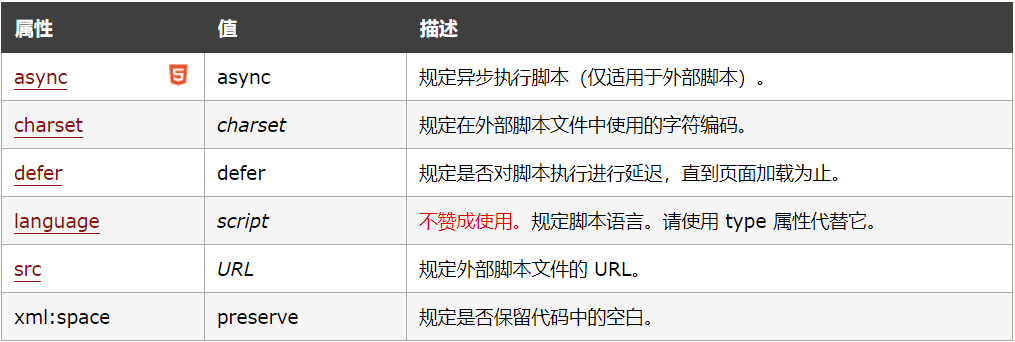 属性 值 描述
async async 规定异步执行脚本（仅适用于外部脚本）。
charset charset 规定在外部脚本文件中使用的字符编码。
defer defer 规定是否对脚本执行进行延迟，直到页面加载为止。
language script 不赞成使用。规定脚本语言。请使用 type 属性代替它。
src URL 规定外部脚本文件的 URL。
xml:space preserve 规定是否保留代码中的空白。